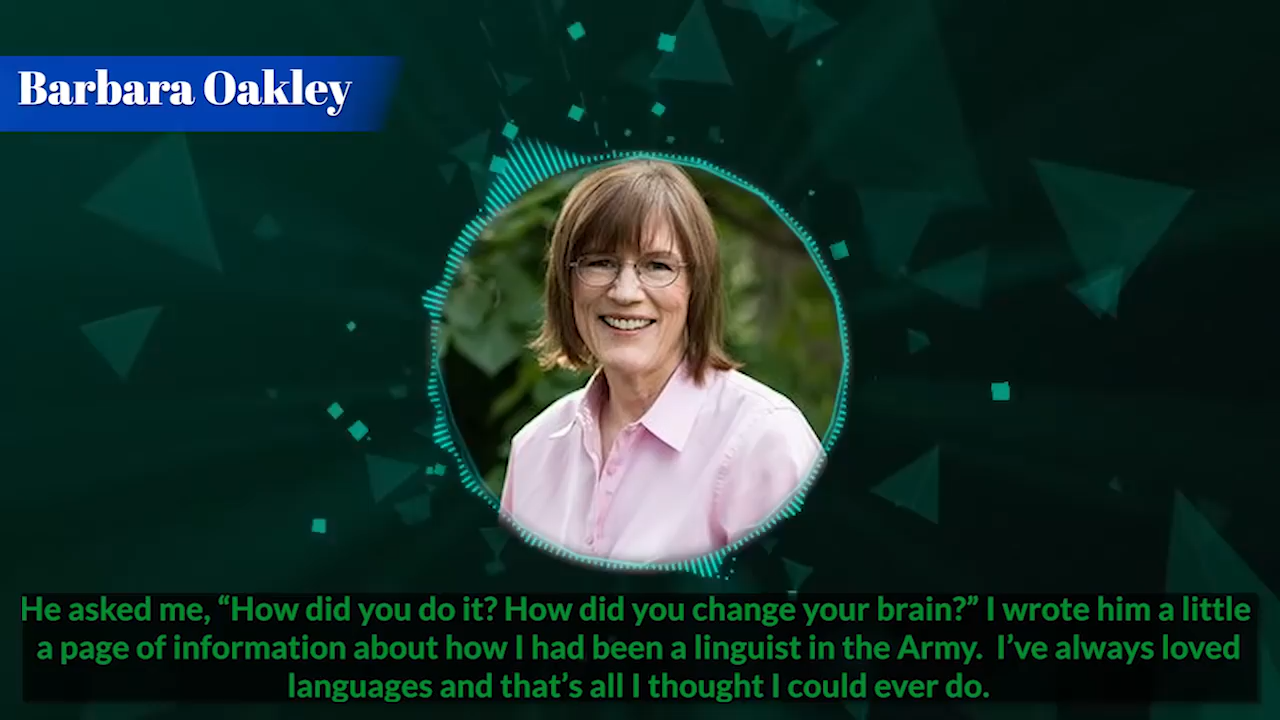 Barbara Oakley
He asked me, “How did you do it? How did you change your brain?” I wrote him a little
a page of information about how I had been a linguist in the Army.  I’ve always loved
languages and that’s all I thought I could ever do.